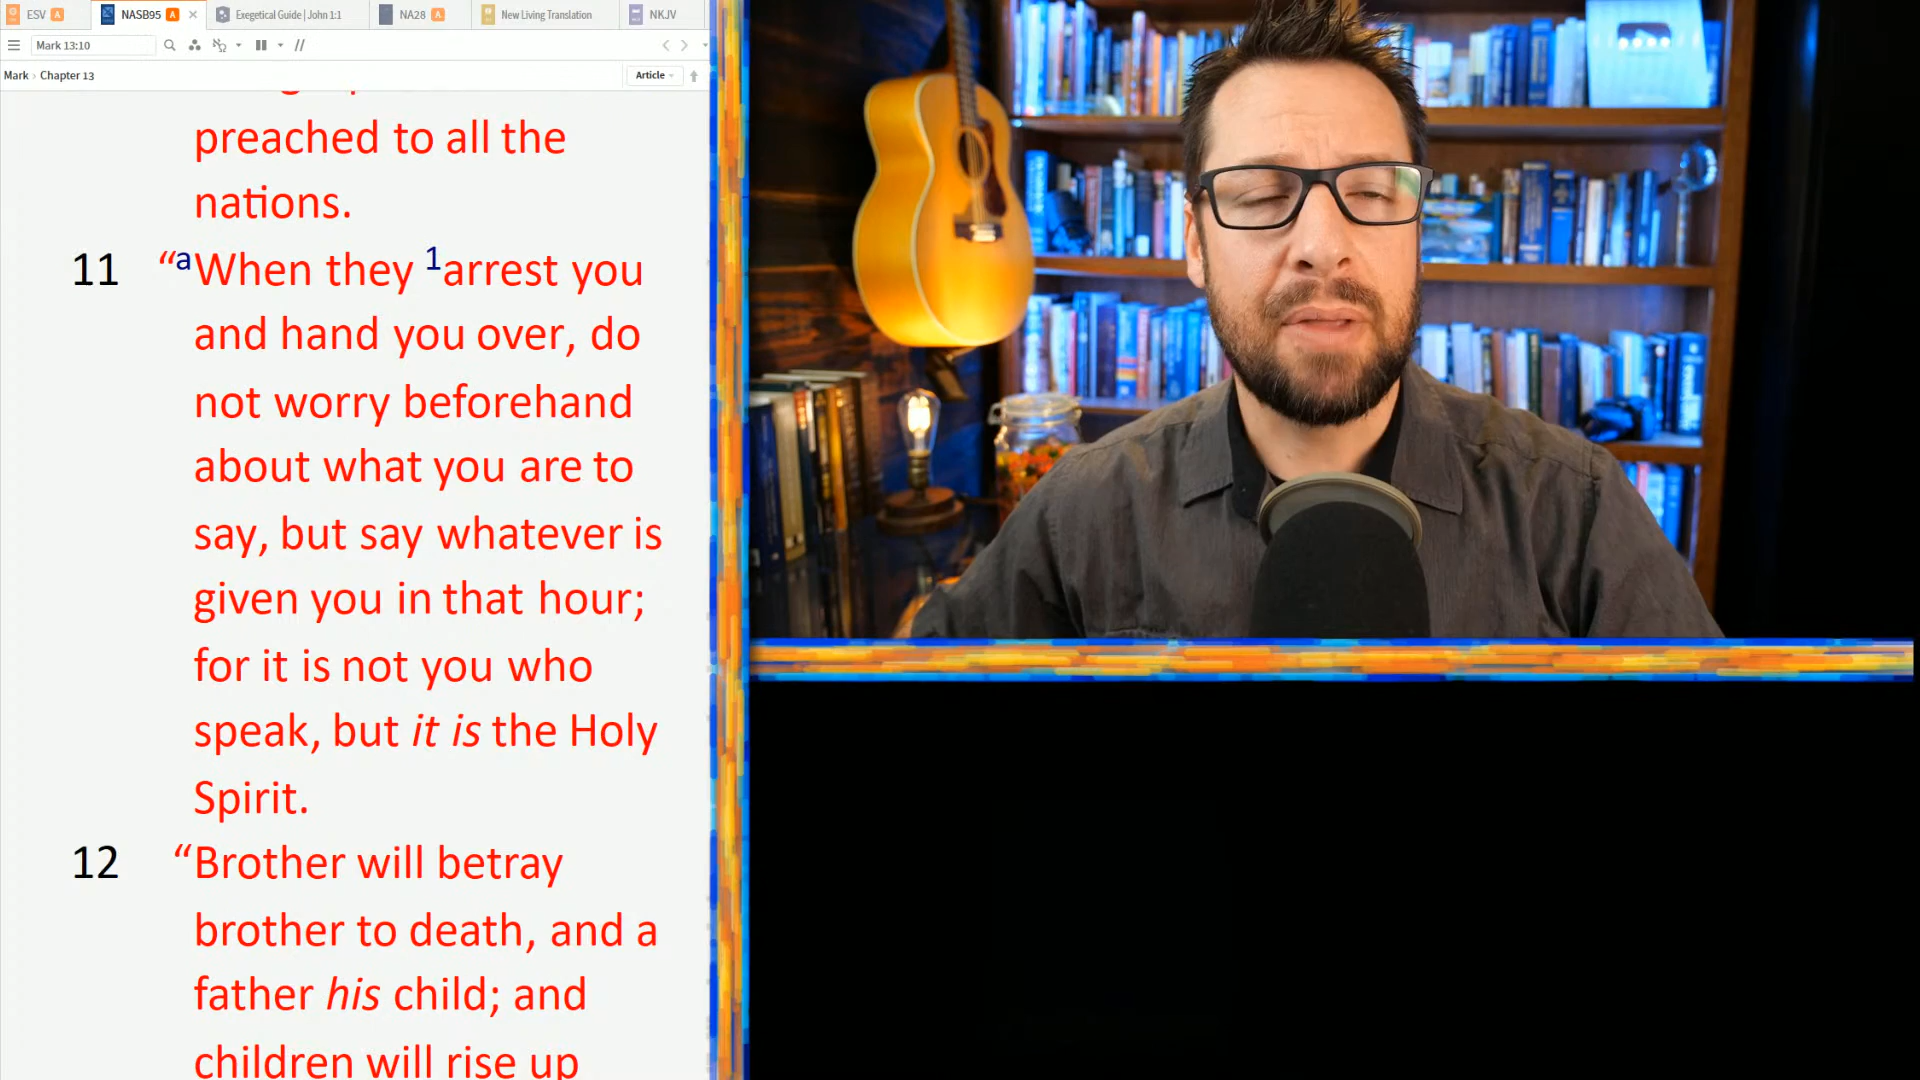 ESV A NASB95 A × Exegetical Guide | John 1:1 NA28 A New Living Translation NKJV
Mark 13:10
Mark › Chapter 13 Article
preached to all the
nations.
11 “aWhen they 1arrest you
and hand you over, do
not worry beforehand
about what you are to
say, but say whatever is
given you in that hour;
for it is not you who
speak, but it is the Holy
Spirit.
12 “Brother will betray
brother to death, and a
father his child; and
children will rise up